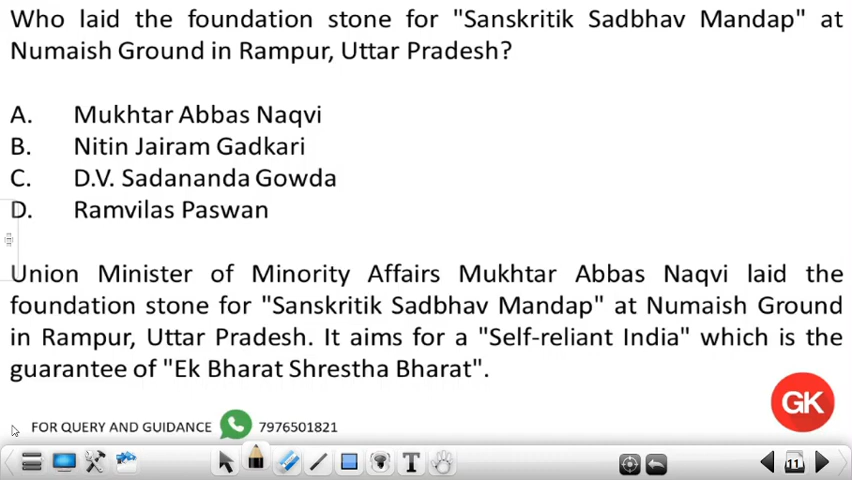 Who laid the foundation stone for "Sanskritik Sadbhav Mandap" at
Numaish Ground in Rampur, Uttar Pradesh?
A. Mukhtar Abbas Naqvi
B. Nitin Jairam Gadkari
C. D.V. Sadananda Gowda
D. Ramvilas Paswan
Union Minister of Minority Affairs Mukhtar Abbas Naqvi laid the
foundation stone for "Sanskritik Sadbhav Mandap" at Numaish Ground
in Rampur, Uttar Pradesh. It aims for a "Self-reliant India" which is the
guarantee of "Ek Bharat Shrestha Bharat".
GK
FOR QUERY AND GUIDANCE 7976501821
T
11